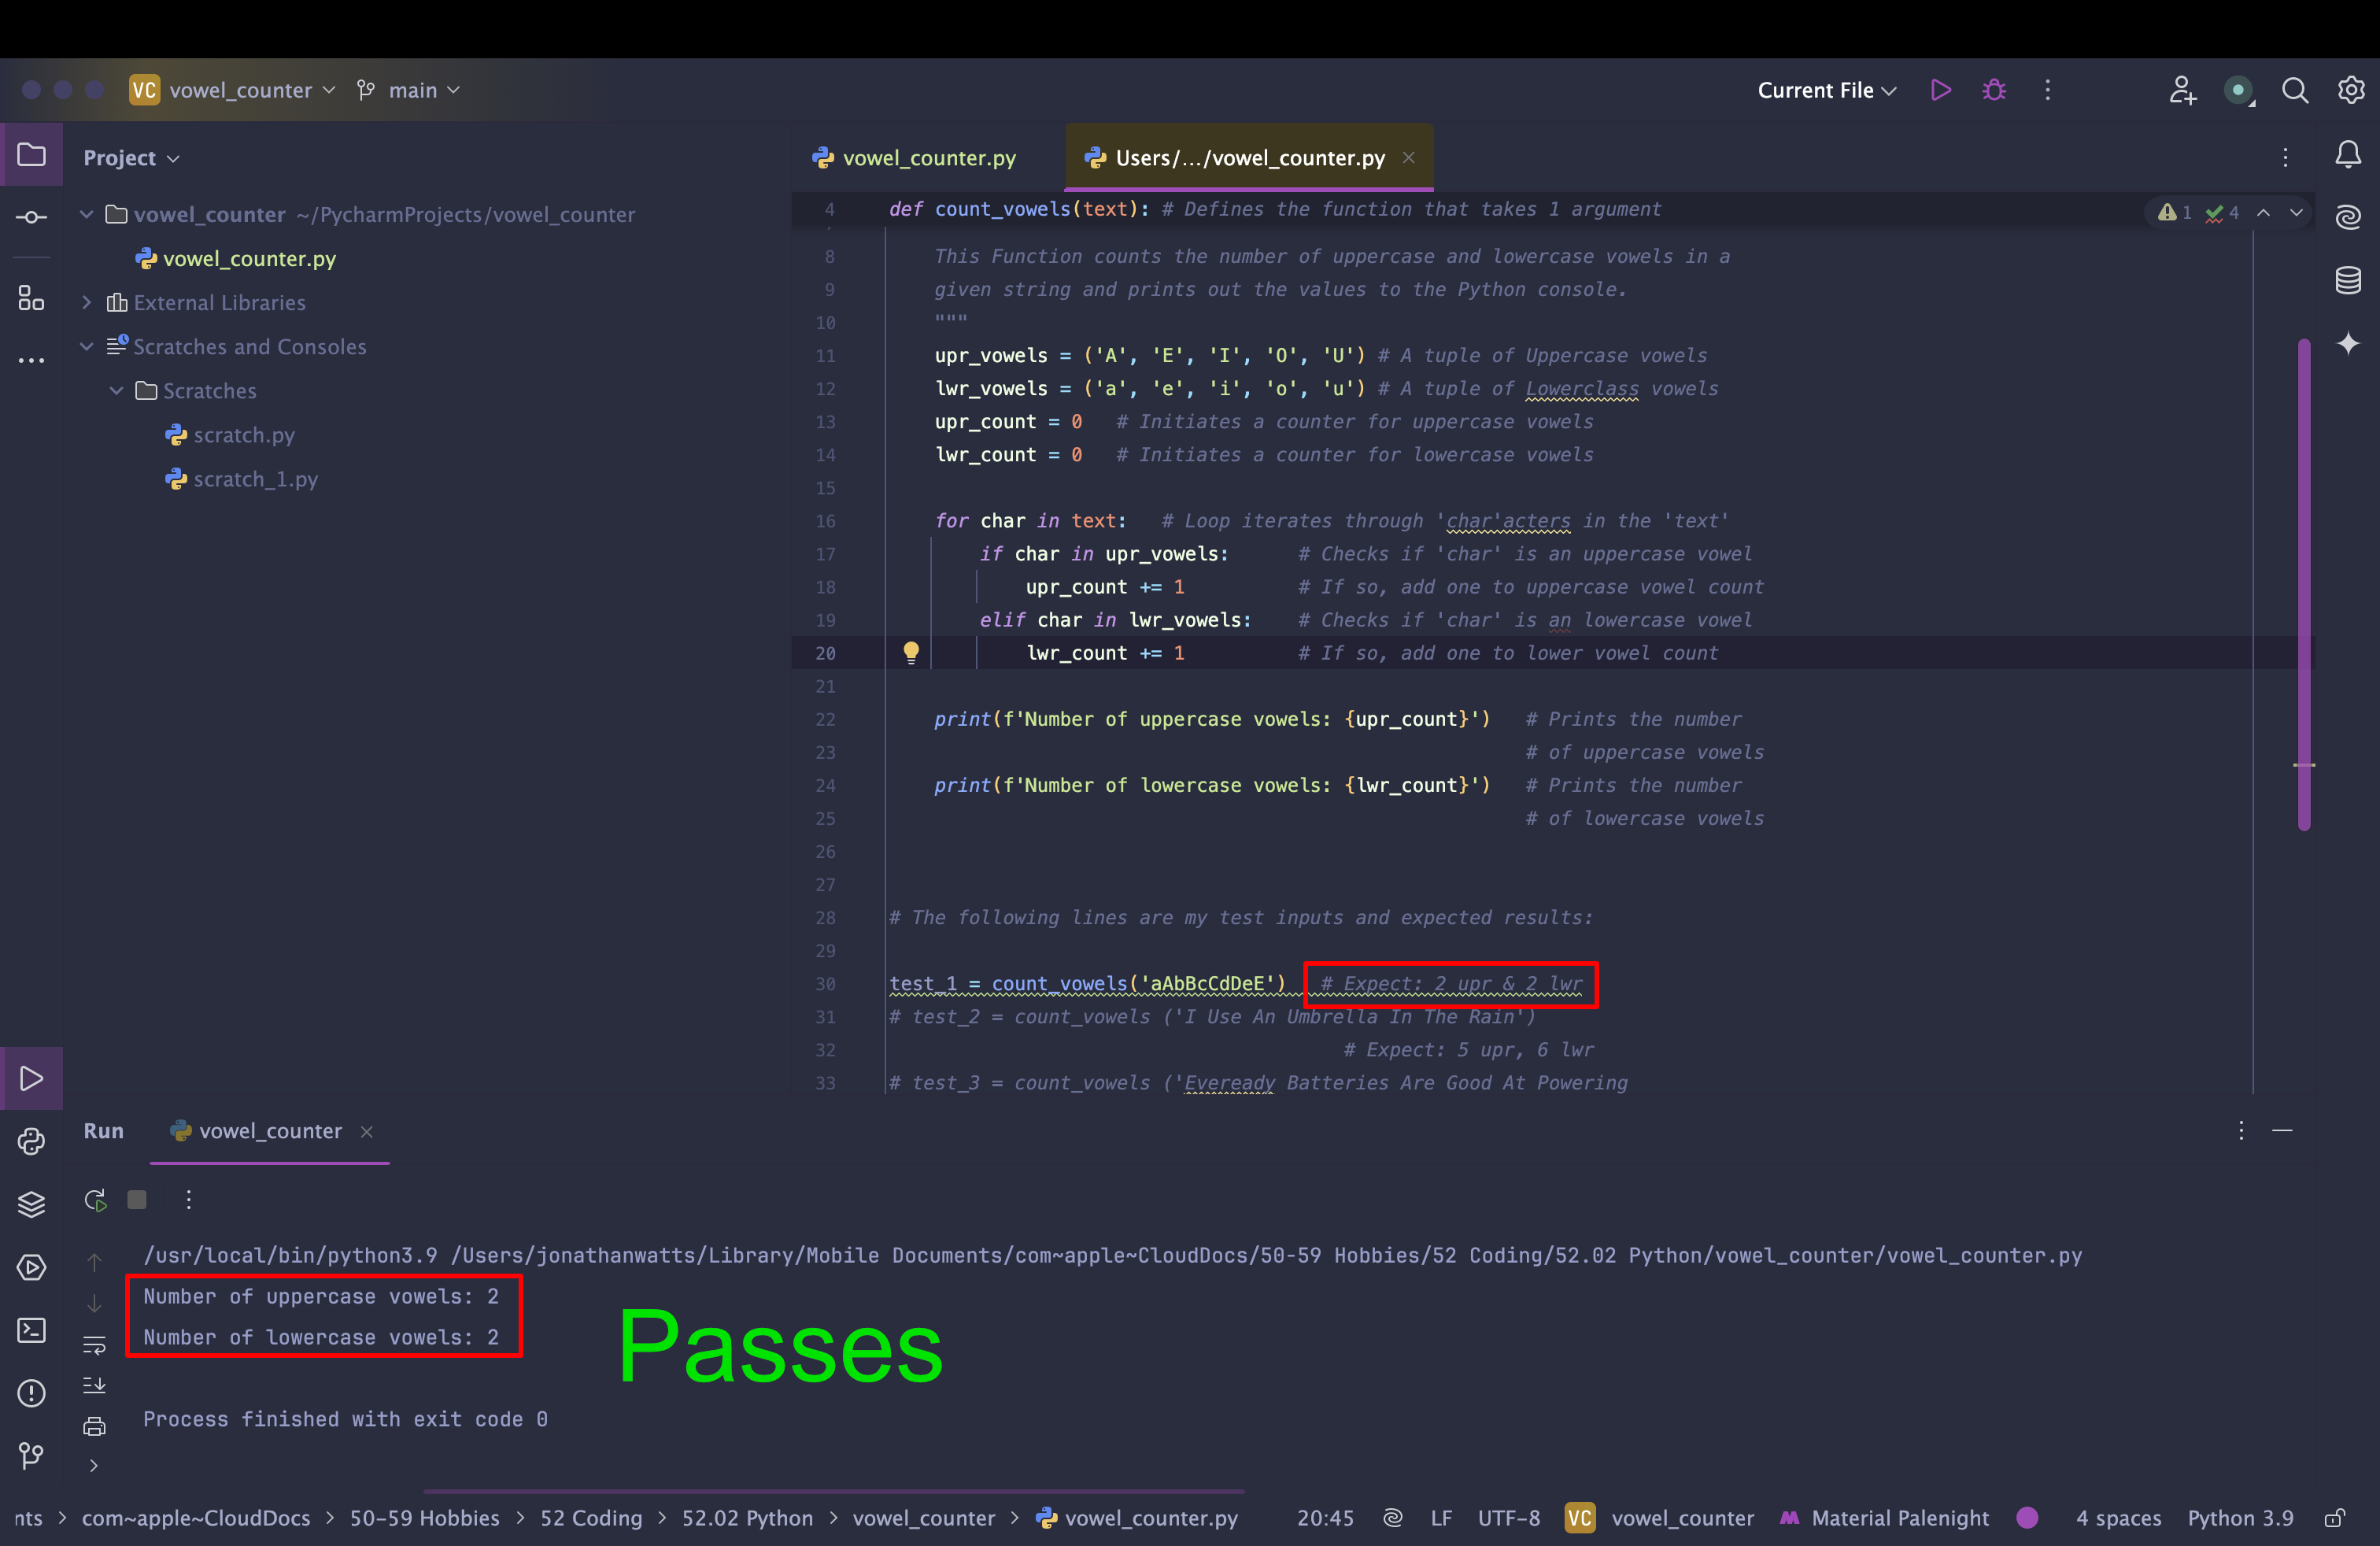 VC vowel_counter main Current File
Project
vowel_counter.py
Users/.../vowel_counter.py
vowel_counter ~/PycharmProjects/vowel_counter
vowel_counter.py
External Libraries
Scratches and Consoles
Scratches
scratch.py
scratch_1.py
4 def count_vowels(text): # Defines the function that takes 1 argument
1 4
8 This Function counts the number of uppercase and lowercase vowels in a
9 given string and prints out the values to the Python console.
10 """
11 upr_vowels = ('A', 'E', 'I', 'O', 'U') # A tuple of Uppercase vowels
12 lwr_vowels = ('a', 'e', 'i', 'o', 'u') # A tuple of Lowerclass vowels
13 upr_count = 0 # Initiates a counter for uppercase vowels
14 lwr_count = 0 # Initiates a counter for lowercase vowels
15
16 for char in text: # Loop iterates through 'char'acters in the 'text'
17 if char in upr_vowels: # Checks if 'char' is an uppercase vowel
18 upr_count += 1 # If so, add one to uppercase vowel count
19 elif char in lwr_vowels: # Checks if 'char' is an lowercase vowel
20 lwr_count += 1 # If so, add one to lower vowel count
21
22 print(f'Number of uppercase vowels: {upr_count}') # Prints the number
23 # of uppercase vowels
24 print(f'Number of lowercase vowels: {lwr_count}') # Prints the number
25 # of lowercase vowels
26
27
28 # The following lines are my test inputs and expected results:
29
30 test_1 = count_vowels('aAbBcCdDeE') # Expect: 2 upr & 2 lwr
31 # test_2 = count_vowels ('I Use An Umbrella In The Rain')
32 # Expect: 5 upr, 6 lwr
33 # test_3 = count_vowels ('Eveready Batteries Are Good At Powering
Run vowel_counter
/usr/local/bin/python3.9 /Users/jonathanwatts/Library/Mobile Documents/com~apple~CloudDocs/50-59 Hobbies/52 Coding/52.02 Python/vowel_counter/vowel_counter.py
Number of uppercase vowels: 2
Number of lowercase vowels: 2
Passes
Process finished with exit code 0
nts > com~apple~CloudDocs > 50-59 Hobbies > 52 Coding > 52.02 Python > vowel_counter > vowel_counter.py 20:45 LF UTF-8 VC vowel_counter Material Palenight 4 spaces Python 3.9